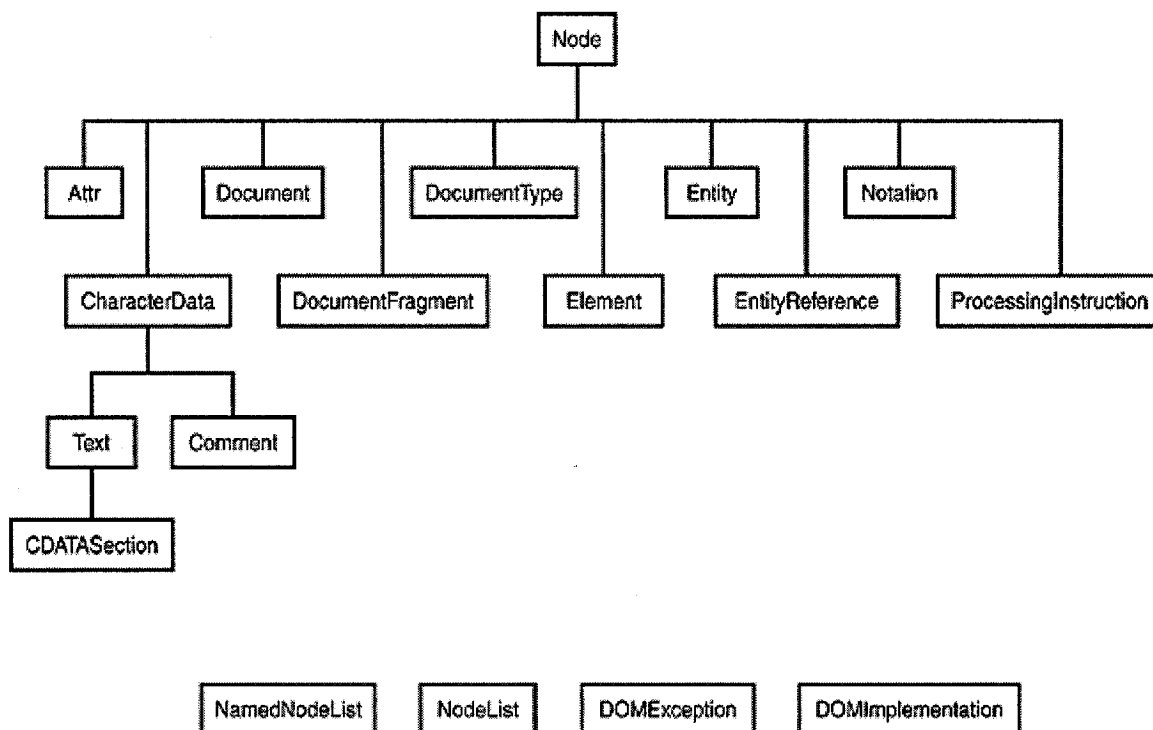 Node
Attr
Document
DocumentType
Entity
Notation
CharacterData
DocumentFragment
Element
EntityReference
ProcessingInstruction
Text
Comment
CDATASection
NamedNodeList
NodeList
DOMException
DOMImplementation